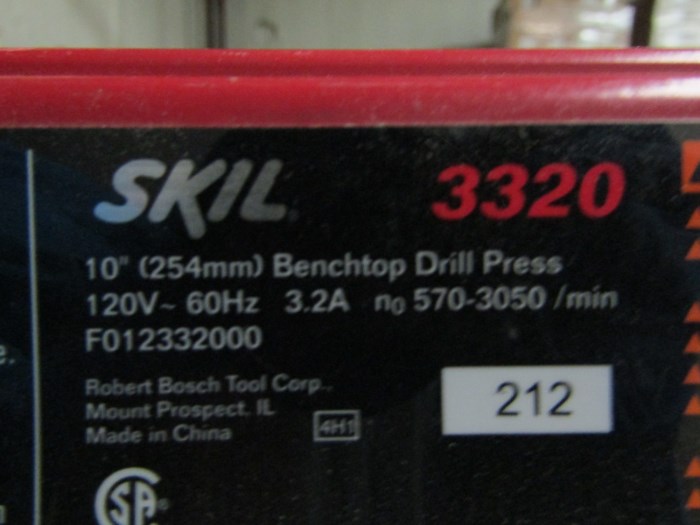 SKIL 3320
10" (254mm) Benchtop Drill Press
120V~ 60Hz 3.2A n0 570-3050 /min
F012332000
Robert Bosch Tool Corp.
Mount Prospect, IL
Made in China
4H1
212
SA